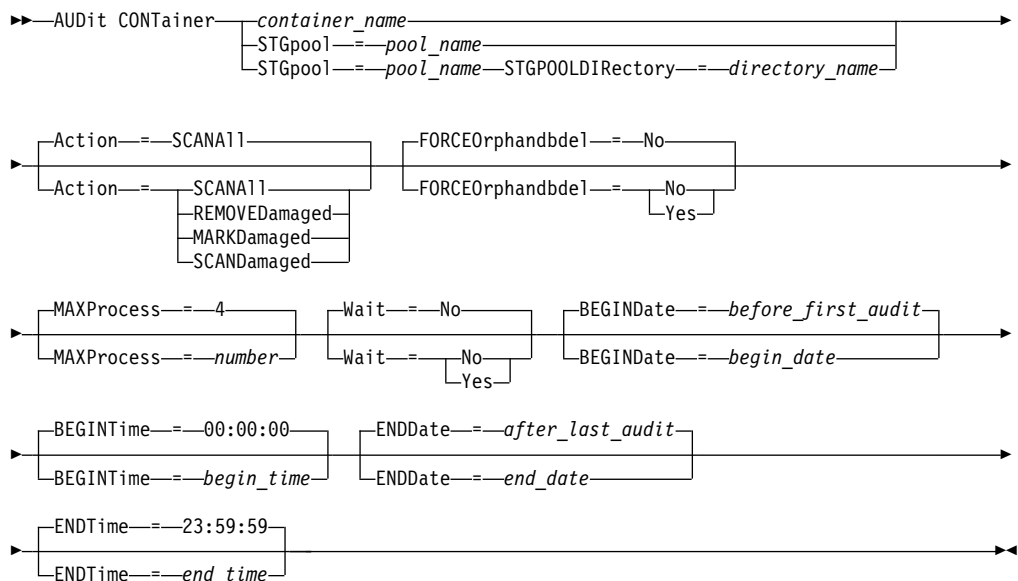 AUDit CONTainer container_name
STGpool = pool_name
STGpool = pool_name STGPOOLDIRectory = directory_name
Action = SCANAll FORCEOrphandbdel = No
Action = SCANAll FORCEOrphandbdel = No
REMOVEDamaged Yes
MARKDamaged
SCANDamaged
MAXProcess = 4 Wait = No BEGINDate = before_first_audit
MAXProcess = number Wait = No BEGINDate = begin_date
Yes
BEGINTime = 00:00:00 ENDDate = after_last_audit
BEGINTime = begin_time ENDDate = end_date
ENDTime = 23:59:59
ENDTime = end_time